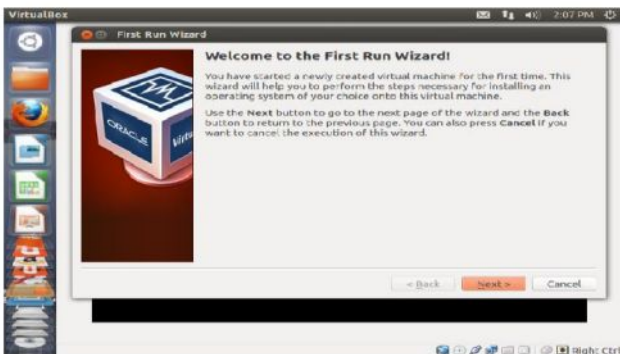 VirtualBox
2:07 PM
First Run Wizard
Welcome to the First Run Wizard!
You have started a newly created virtual machine for the first time. This
wizard will help you to perform the steps necessary for installing an
operating system of your choice onto this virtual machine.
Use the Next button to go to the next page of the wizard and the Back
button to return to the previous page. You can also press Cancel if you
want to cancel the execution of this wizard.
ORACLE
Virtu
< Back
Next >
Cancel
Right Ctrl